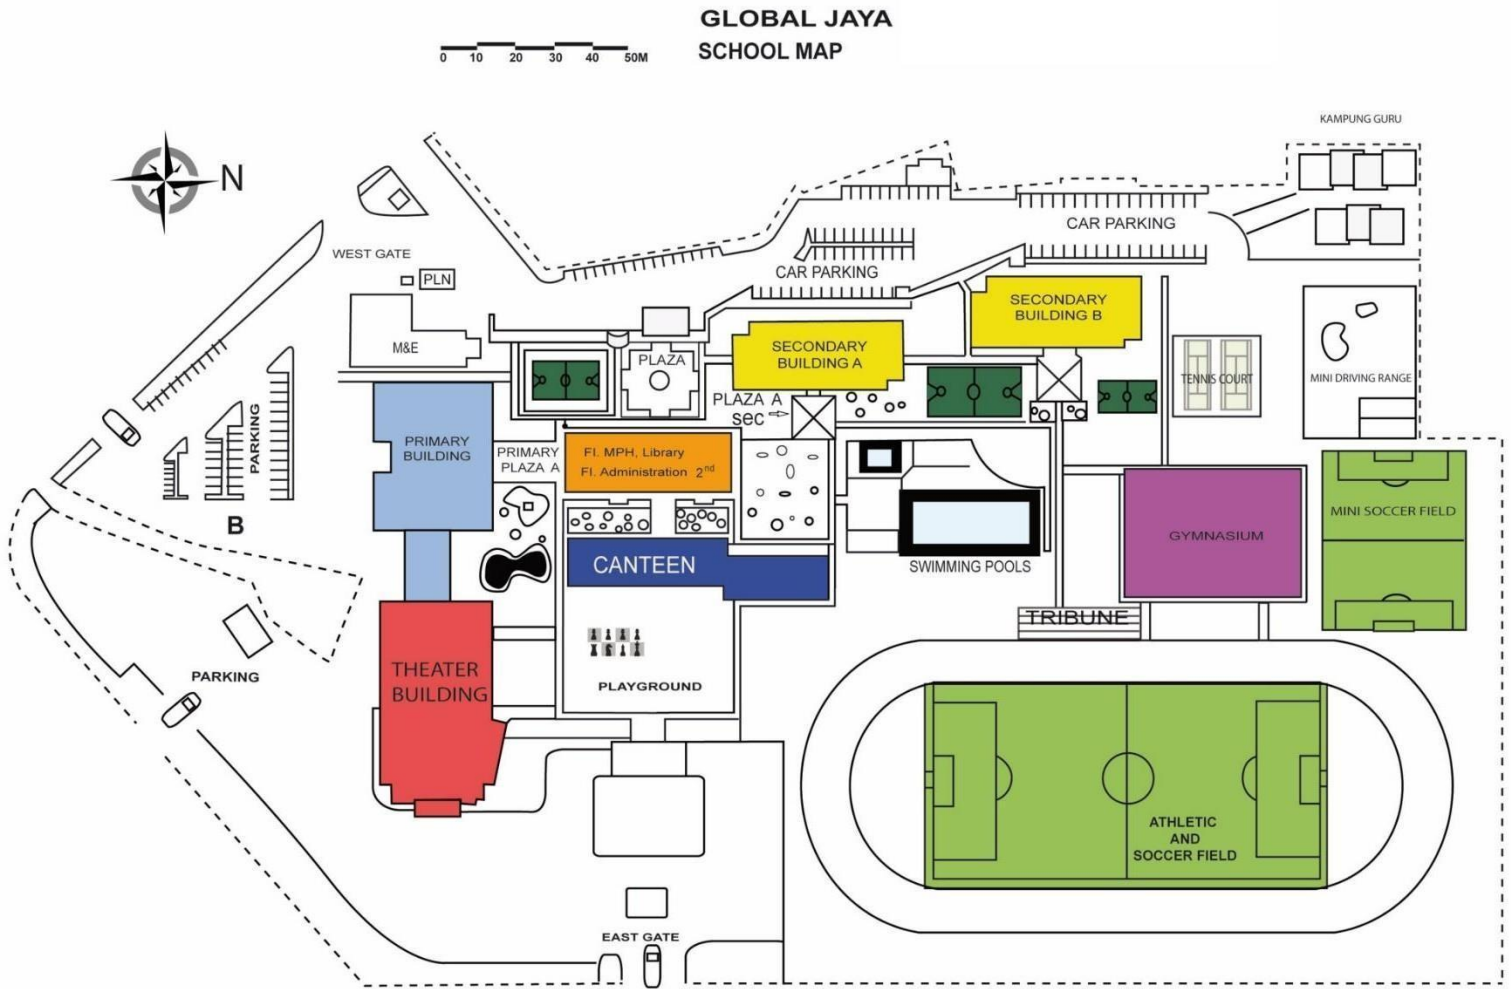 GLOBAL JAYA
SCHOOL MAP
0 10 20 30 40 50M
KAMPUNG GURU
N
WEST GATE
PLN
CAR PARKING
CAR PARKING
M&E
PLAZA
SECONDARY
BUILDING A
SECONDARY
BUILDING B
TENNIS COURT
MINI DRIVING RANGE
PLAZA A
sec
PARKING
B
PRIMARY
BUILDING
PRIMARY
PLAZA A
FI. MPH, Library
FI. Administration 2nd
CANTEEN
SWIMMING POOLS
GYMNASIUM
MINI SOCCER FIELD
TRIBUNE
THEATER
BUILDING
PLAYGROUND
PARKING
ATHLETIC
AND
SOCCER FIELD
EAST GATE